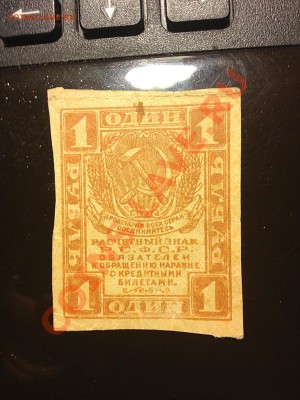 1 ОДИН 1
РУБЛЬ
РУБЛЬ
ПРОЛЕТАРИИ ВСЕХ СТРАН
СОЕДИНЯЙТЕСЬ
РАСЧЕТНЫЙ ЗНАК
Р.С.Ф.С.Р.
ОБЯЗАТЕЛЕН
К ОБРАЩЕНИЮ НАРАВНЕ
С КРЕДИТНЫМИ
БИЛЕТАМИ.
1 ОДИН 1